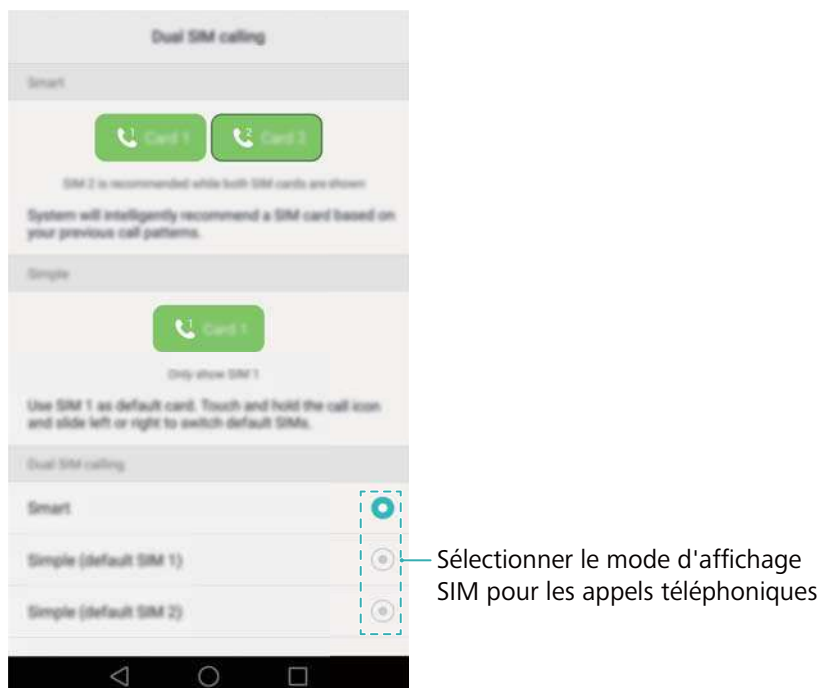 Dual SIM calling
Smart
1 Card 1
2 Card 2
SIM 2 is recommended while both SIM cards are shown
System will intelligently recommend a SIM card based on
your previous call patterns.
Simple
1 Card 1
Only show SIM 1
Use SIM 1 as default card. Touch and hold the call icon
and slide left or right to switch default SIMs.
Dual SIM calling
Smart
Simple (default SIM 1)
Simple (default SIM 2)
Sélectionner le mode d'affichage
SIM pour les appels téléphoniques